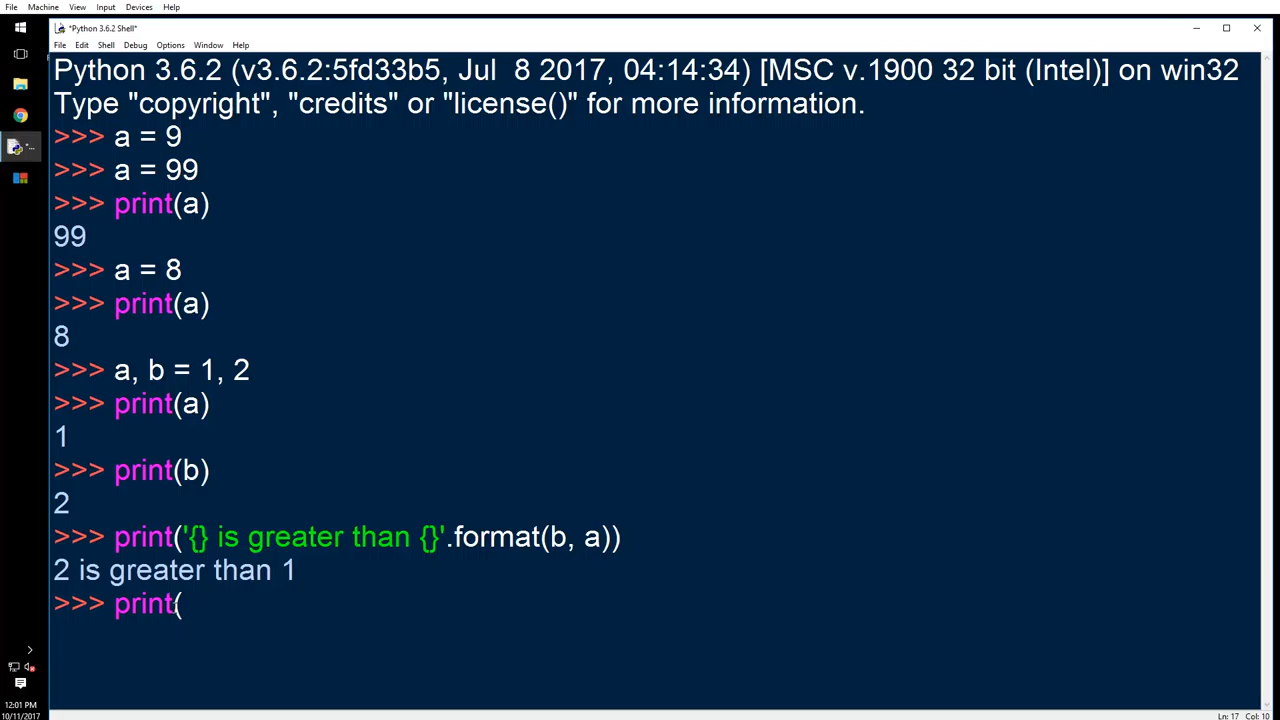 File Machine View Input Devices Help
*Python 3.6.2 Shell*
File Edit Shell Debug Options Window Help
Python 3.6.2 (v3.6.2:5fd33b5, Jul 8 2017, 04:14:34) [MSC v.1900 32 bit (Intel)] on win32
Type "copyright", "credits" or "license()" for more information.
>>> a = 9
>>> a = 99
>>> print(a)
99
>>> a = 8
>>> print(a)
8
>>> a, b = 1, 2
>>> print(a)
1
>>> print(b)
2
>>> print('{} is greater than {}'.format(b, a))
2 is greater than 1
>>> print(
12:01 PM
10/11/2017
Ln: 17 Col: 10